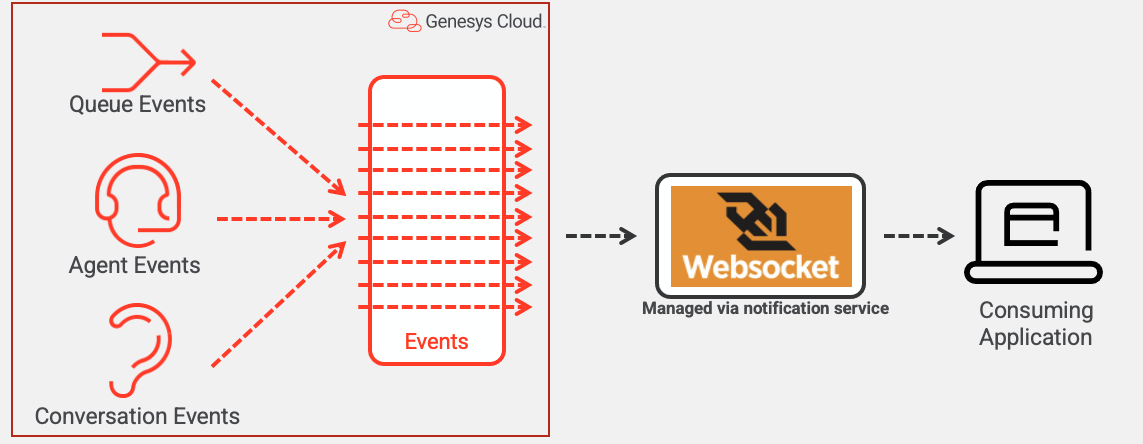 Genesys Cloud.
Queue Events
Agent Events
Conversation Events
Events
Websocket
Managed via notification service
Consuming
Application